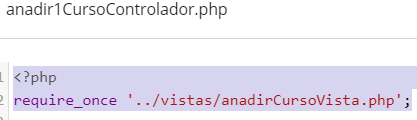 anadir1CursoControlador.php
1 <?php
2 require_once '../vistas/anadirCursoVista.php';